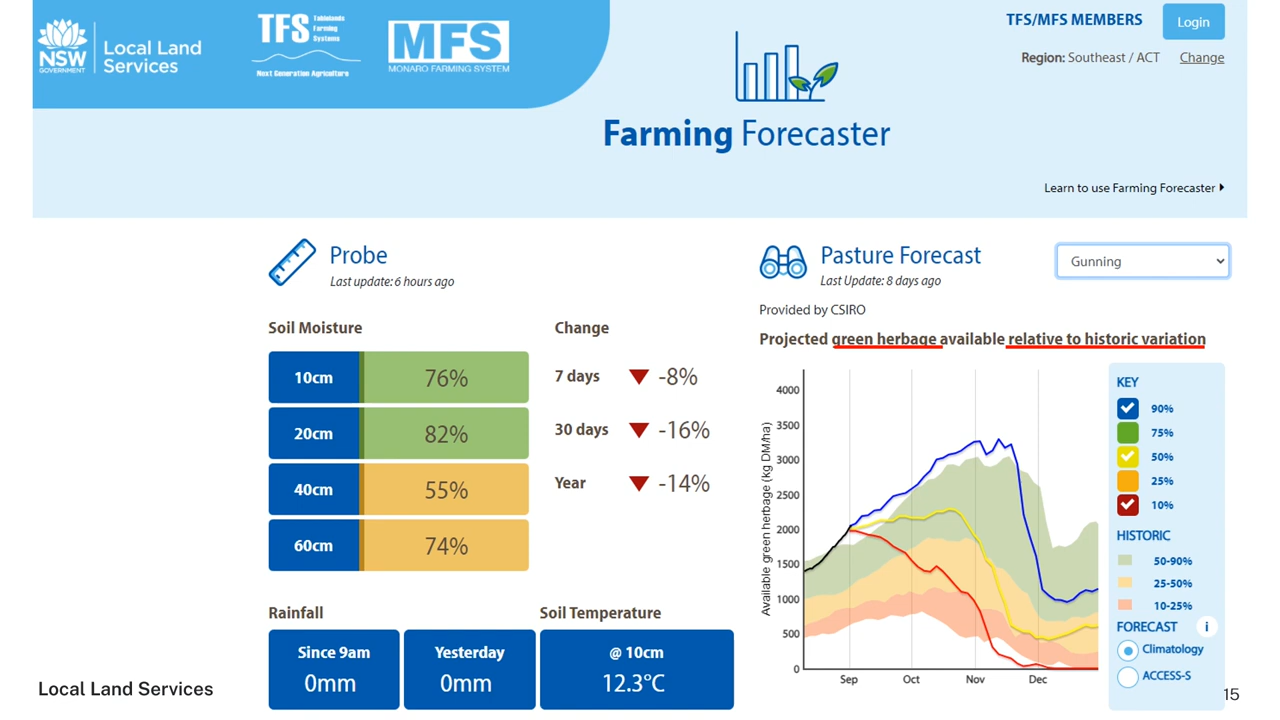 NSW
GOVERNMENT
Local Land
Services
TFS
Tablelands
Farming
Systems
Next Generation Agriculture
MFS
MONARO FARMING SYSTEM
TFS/MFS MEMBERS
Login
Region: Southeast / ACT
Change
Farming Forecaster
Learn to use Farming Forecaster
Probe
Last update: 6 hours ago
Soil Moisture
Change
10cm 76%
20cm 82%
40cm 55%
60cm 74%
7 days -8%
30 days -16%
Year -14%
Rainfall
Since 9am
0mm
Yesterday
0mm
Soil Temperature
@ 10cm
12.3°C
Pasture Forecast
Last Update: 8 days ago
Gunning
Provided by CSIRO
Projected green herbage available relative to historic variation
Available green herbage (kg DM/ha)
4000
3500
3000
2500
2000
1500
1000
500
0
Sep Oct Nov Dec
KEY
90%
75%
50%
25%
10%
HISTORIC
50-90%
25-50%
10-25%
FORECAST i
Climatology
ACCESS-S
Local Land Services
15